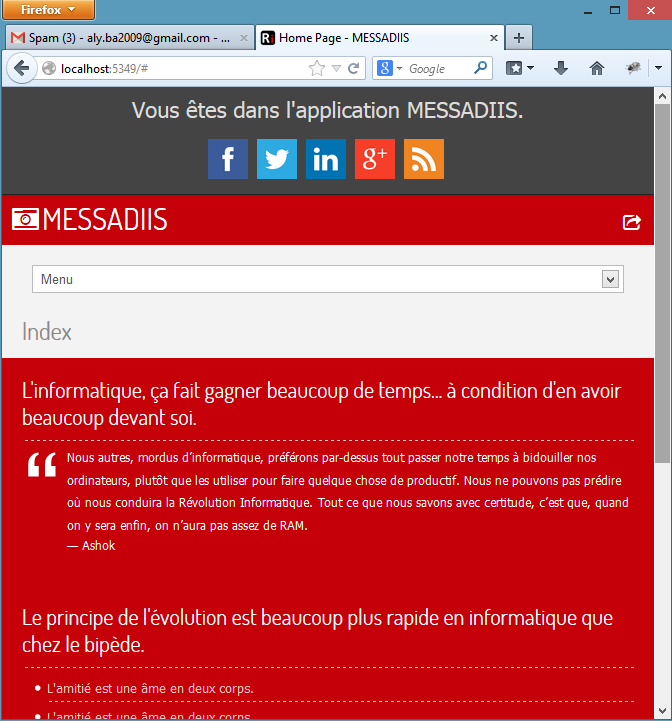 Firefox
Spam (3) - aly.ba2009@gmail.com - ...
Home Page - MESSADIIS
localhost:5349/#
Google
Vous êtes dans l'application MESSADIIS.
MESSADIIS
Menu
Index
L'informatique, ça fait gagner beaucoup de temps... à condition d'en avoir
beaucoup devant soi.
Nous autres, mordus d’informatique, préférons par-dessus tout passer notre temps à bidouiller nos
ordinateurs, plutôt que les utiliser pour faire quelque chose de productif. Nous ne pouvons pas prédire
où nous conduira la Révolution Informatique. Tout ce que nous savons avec certitude, c’est que, quand
on y sera enfin, on n’aura pas assez de RAM.
— Ashok
Le principe de l'évolution est beaucoup plus rapide en informatique que
chez le bipède.
L'amitié est une âme en deux corps.
L'amitié est une âme en deux corps.